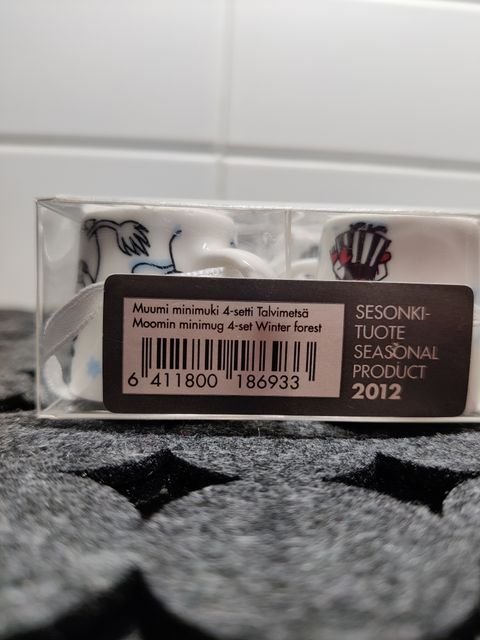 Muumi minimuki 4-setti Talvimetsä
Moomin minimug 4-set Winter forest
6 411800 186933
SESONKI-
TUOTE
SEASONAL
PRODUCT
2012